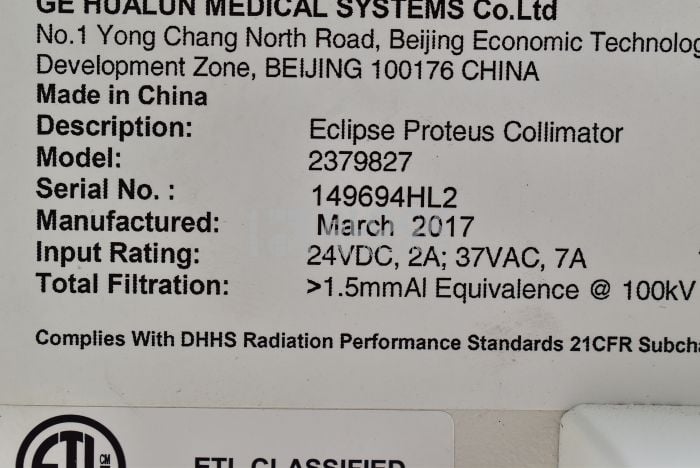 GE HUALUN MEDICAL SYSTEMS Co.Ltd
No.1 Yong Chang North Road, Beijing Economic Technolog
Development Zone, BEIJING 100176 CHINA
Made in China
Description: Eclipse Proteus Collimator
Model: 2379827
Serial No. : 149694HL2
Manufactured: March 2017
Input Rating: 24VDC, 2A; 37VAC, 7A
Total Filtration: >1.5mmAl Equivalence @ 100kV
Complies With DHHS Radiation Performance Standards 21CFR Subcha
ETL CM
ETL CLASSIFIED